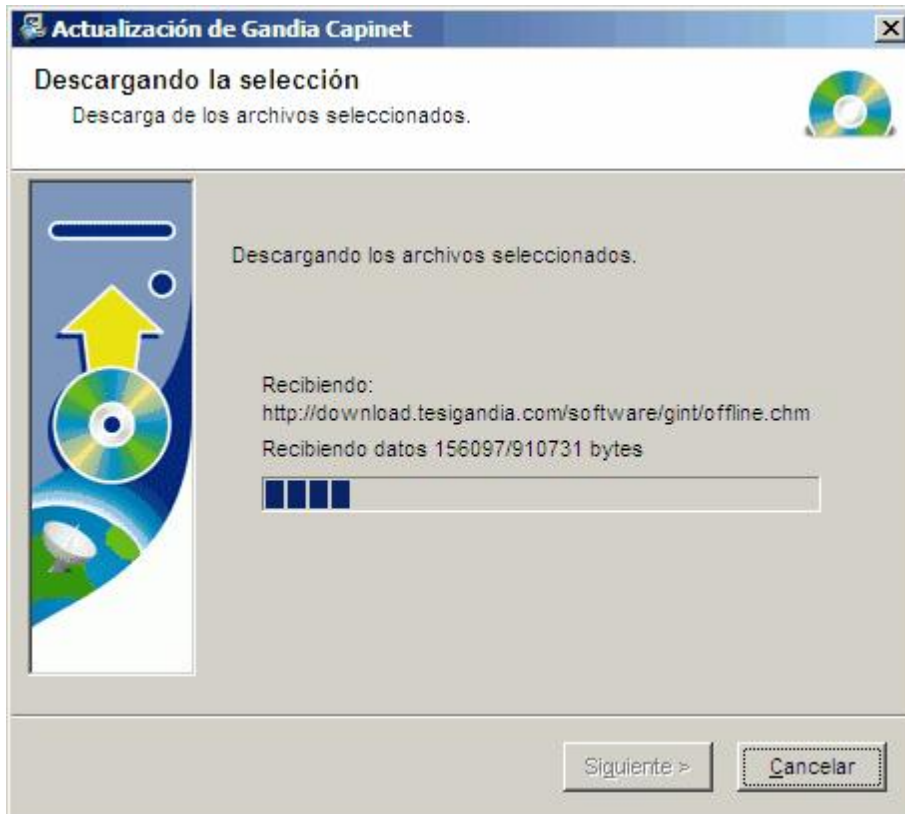 Actualización de Gandia Capinet
Descargando la selección
Descarga de los archivos seleccionados.
Descargando los archivos seleccionados.
Recibiendo:
http://download.tesigandia.com/software/gint/offline.chm
Recibiendo datos 156097/910731 bytes
Siguiente >
Cancelar